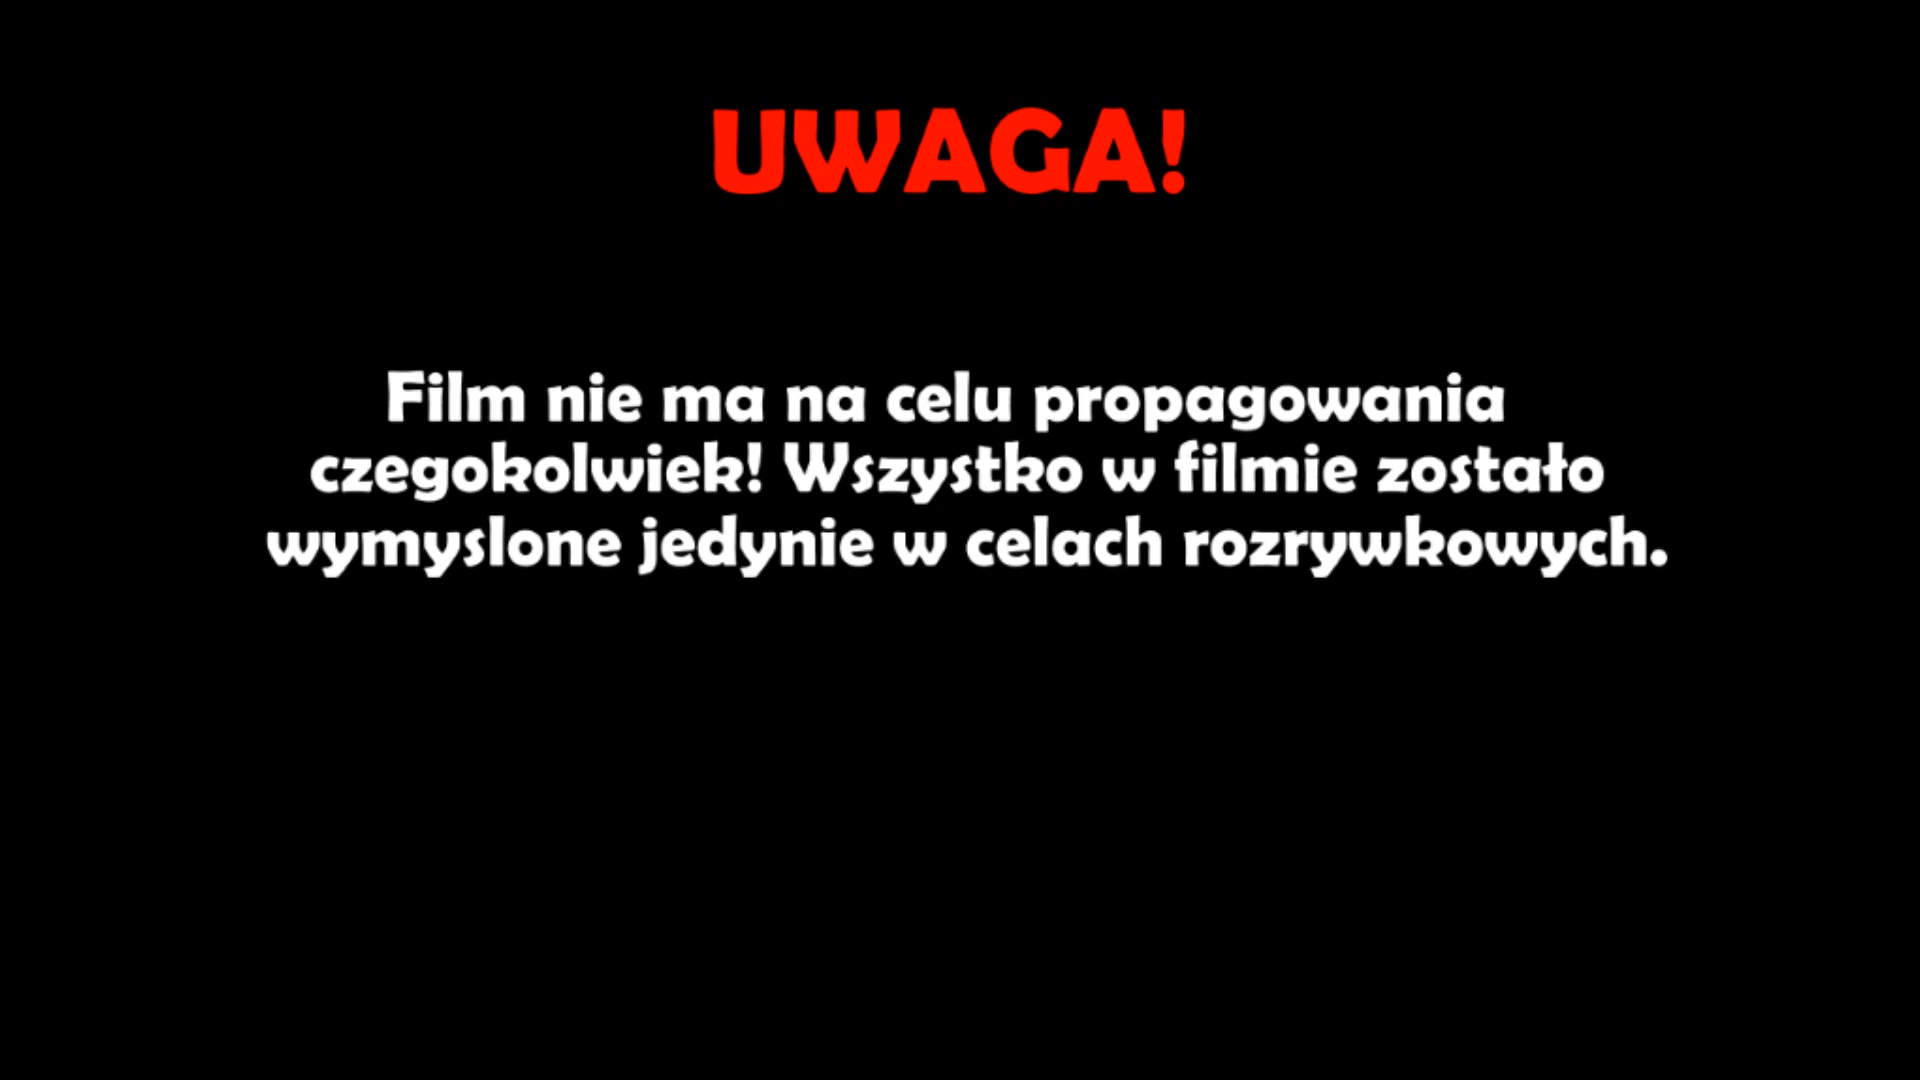 UWAGA!
Film nie ma na celu propagowania
czegokolwiek! Wszystko w filmie zostało
wymyslone jedynie w celach rozrywkowych.